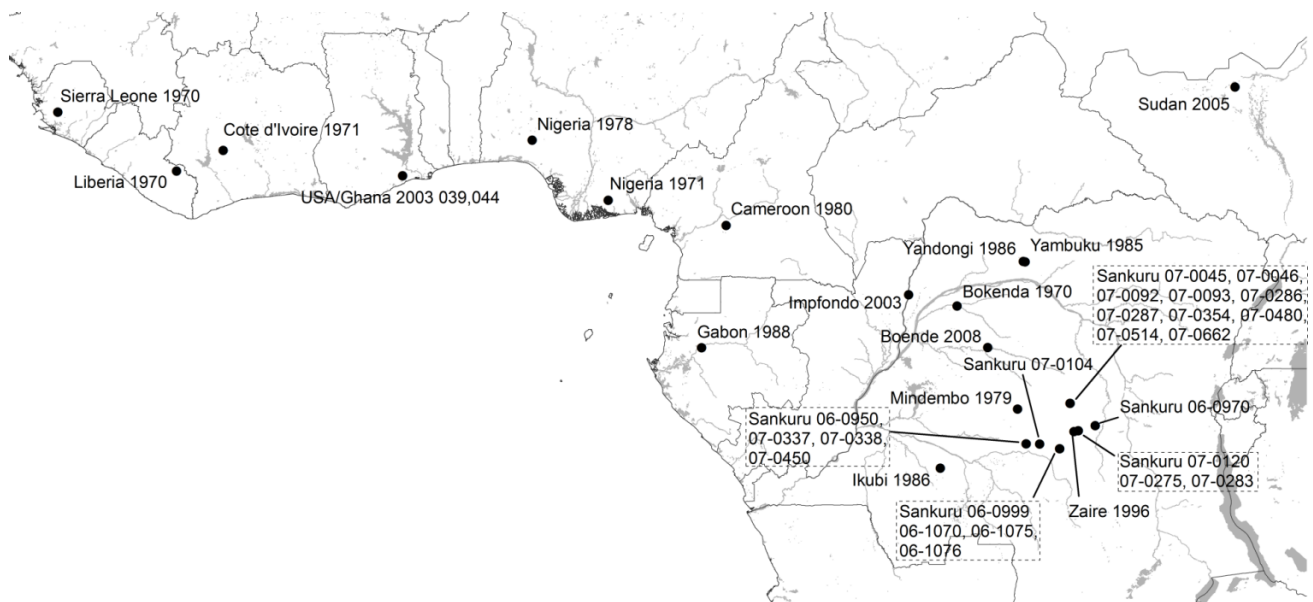 Sudan 2005
Sierra Leone 1970
Cote d'Ivoire 1971
Nigeria 1978
Liberia 1970
USA/Ghana 2003 039,044
Nigeria 1971
Cameroon 1980
Yandongi 1986
Yambuku 1985
Sankuru 07-0045, 07-0046,
07-0092, 07-0093, 07-0286,
07-0287, 07-0354, 07-0480,
07-0514, 07-0662
Impfondo 2003
Bokenda 1970
Gabon 1988
Boende 2008
Sankuru 07-0104
Mindembo 1979
Sankuru 06-0970
Sankuru 06-0950,
07-0337, 07-0338,
07-0450
Sankuru 07-0120
07-0275, 07-0283
Ikubi 1986
Sankuru 06-0999
06-1070, 06-1075,
06-1076
Zaire 1996